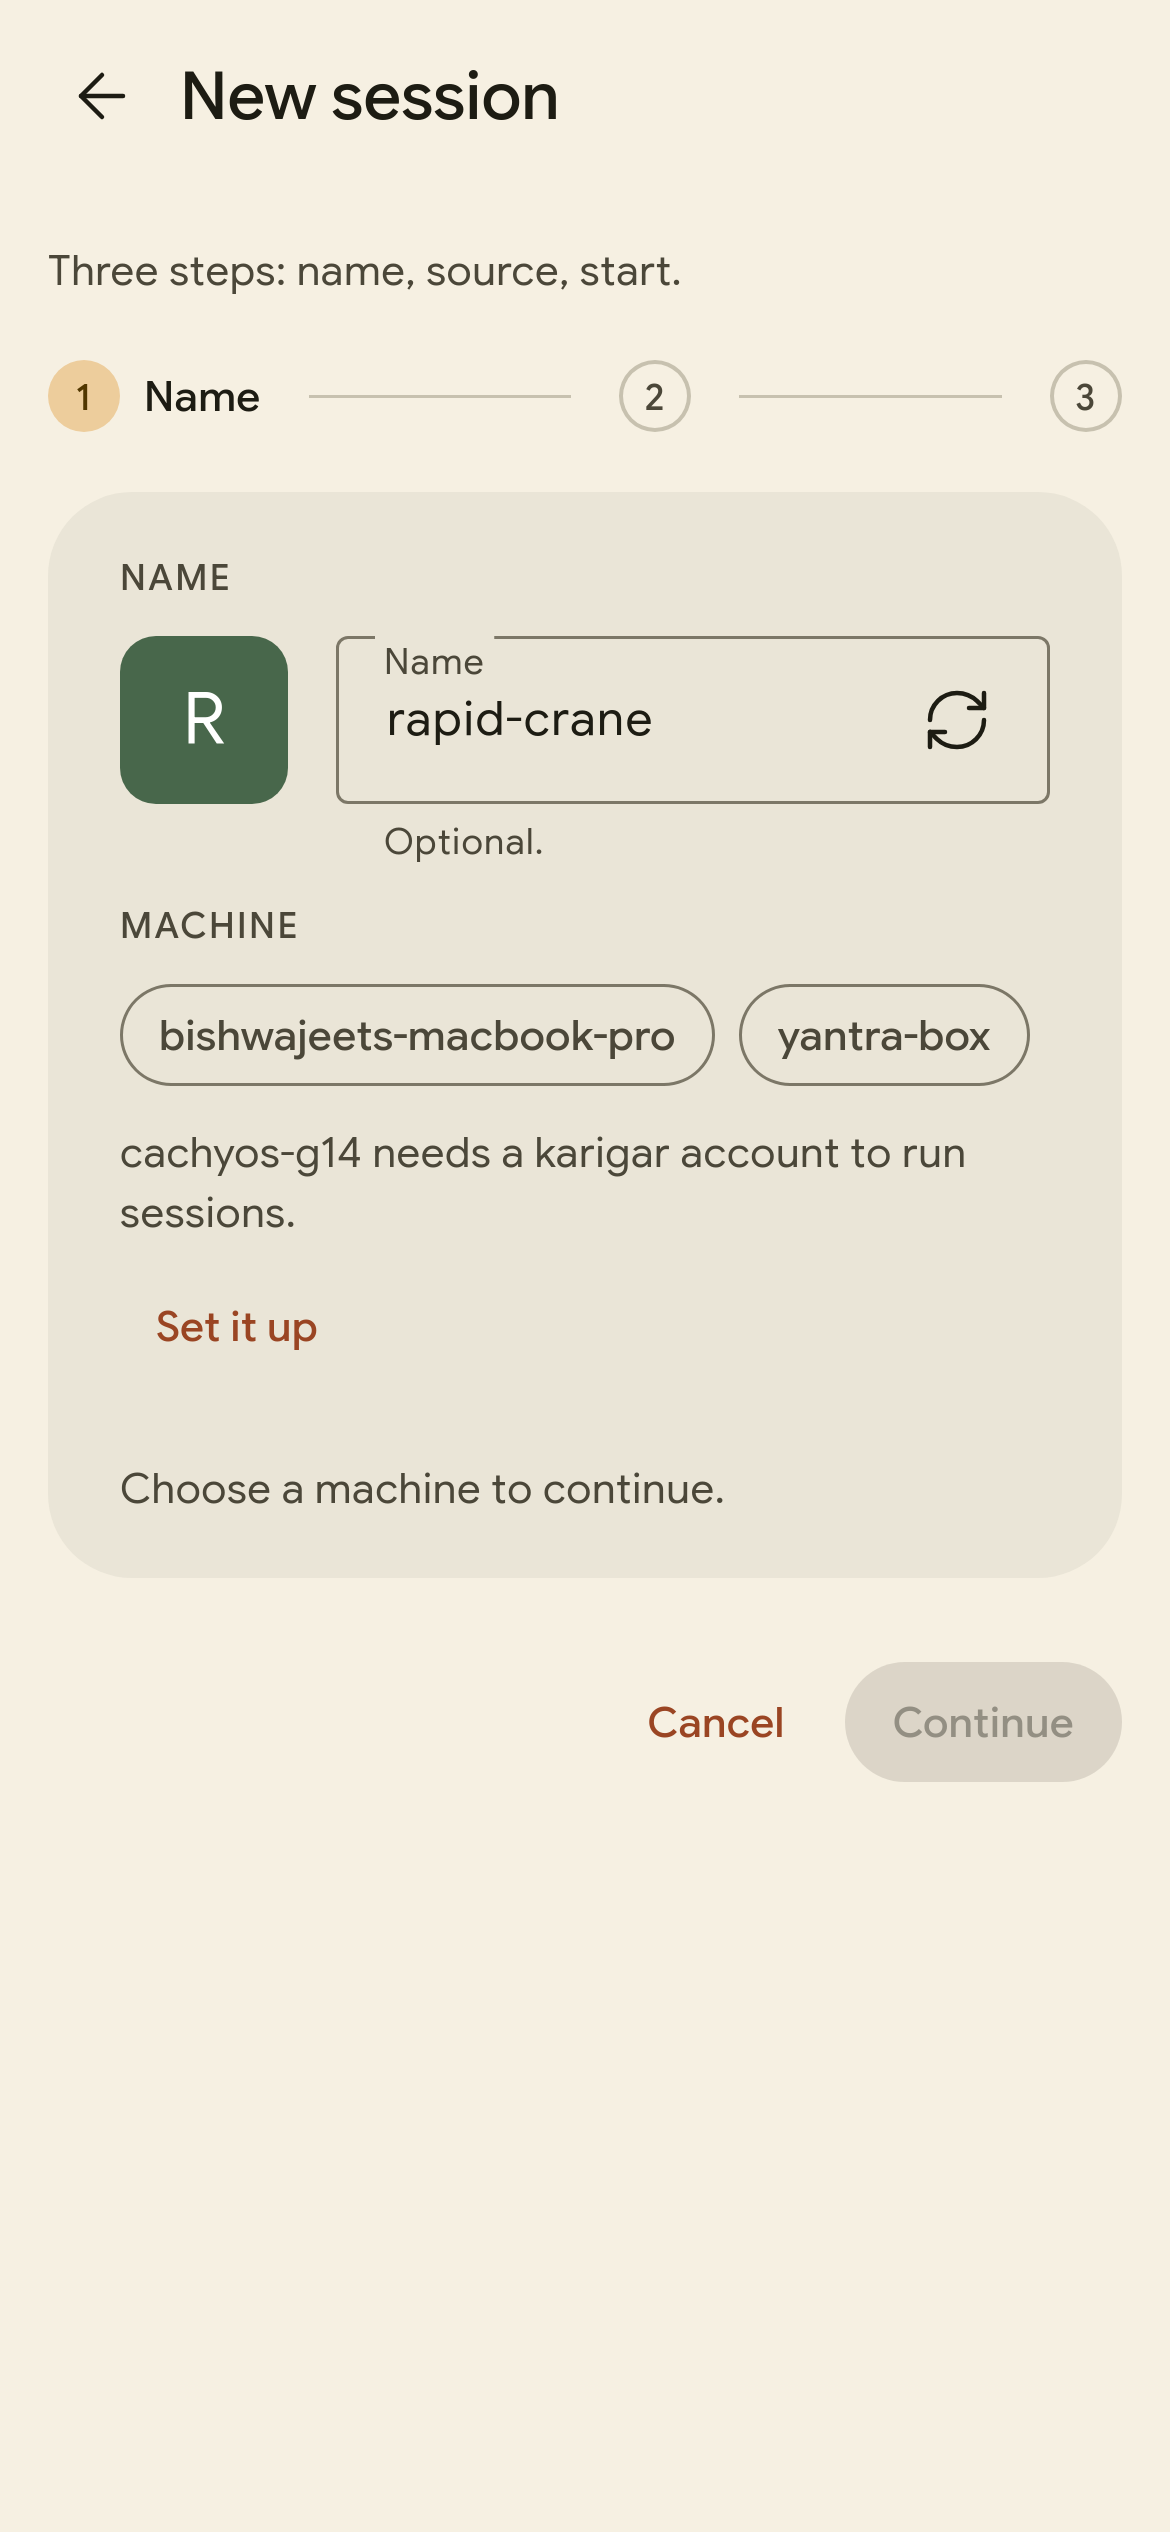 New session
Three steps: name, source, start.
1 Name 2 3
NAME
R
Name
rapid-crane
Optional.
MACHINE
bishwajeets-macbook-pro yantra-box
cachyos-g14 needs a karigar account to run
sessions.
Set it up
Choose a machine to continue.
Cancel Continue